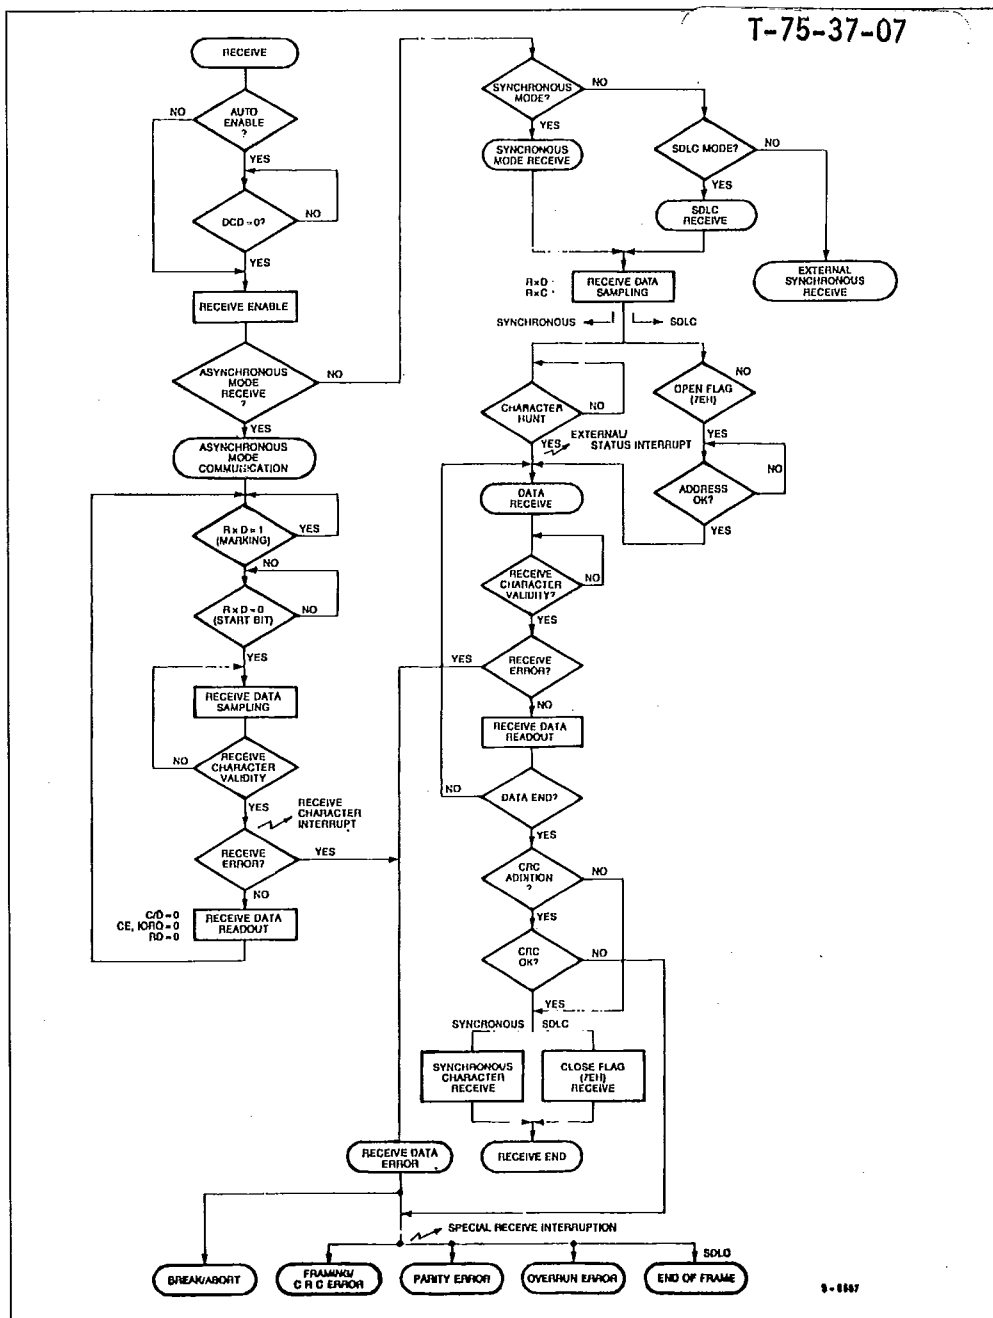 T-75-37-07
RECEIVE
AUTO
ENABLE
?
NO
YES
DCD = 0?
NO
YES
RECEIVE ENABLE
ASYNCHRONOUS
MODE
RECEIVE
?
NO
YES
ASYNCHRONOUS
MODE
COMMUNICATION
R x D = 1
(MARKING)
YES
NO
R x D = 0
(START BIT)
NO
YES
RECEIVE DATA
SAMPLING
RECEIVE
CHARACTER
VALIDITY
NO
YES
RECEIVE
CHARACTER
INTERRUPT
RECEIVE
ERROR?
YES
NO
C/D = 0
CE, IORQ = 0
RD = 0
RECEIVE DATA
READOUT
SYNCHRONOUS
MODE?
NO
YES
SYNCRONOUS
MODE RECEIVE
SDLC MODE?
NO
YES
SDLC
RECEIVE
EXTERNAL
SYNCHRONOUS
RECEIVE
RxD
RxC
RECEIVE DATA
SAMPLING
SYNCHRONOUS
SDLC
CHARACTER
HUNT
NO
YES
EXTERNAL/
STATUS INTERRUPT
OPEN FLAG
(7EH)
NO
YES
ADDRESS
OK?
NO
YES
DATA
RECEIVE
RECEIVE
CHARACTER
VALIDITY?
NO
YES
RECEIVE
ERROR?
YES
NO
RECEIVE DATA
READOUT
DATA END?
NO
YES
CRC
ADINTION
?
NO
YES
CRC
OK?
NO
YES
SYNCRONOUS
SDLC
SYNCHRONOUS
CHARACTER
RECEIVE
CLOSE FLAG
(7EH)
RECEIVE
RECEIVE END
RECEIVE DATA
ERROR
SPECIAL RECEIVE INTERRUPTION
BREAK/ABORT
FRAMING/
C R C ERROR
PARITY ERROR
OVERRUN ERROR
SDLC
END OF FRAME